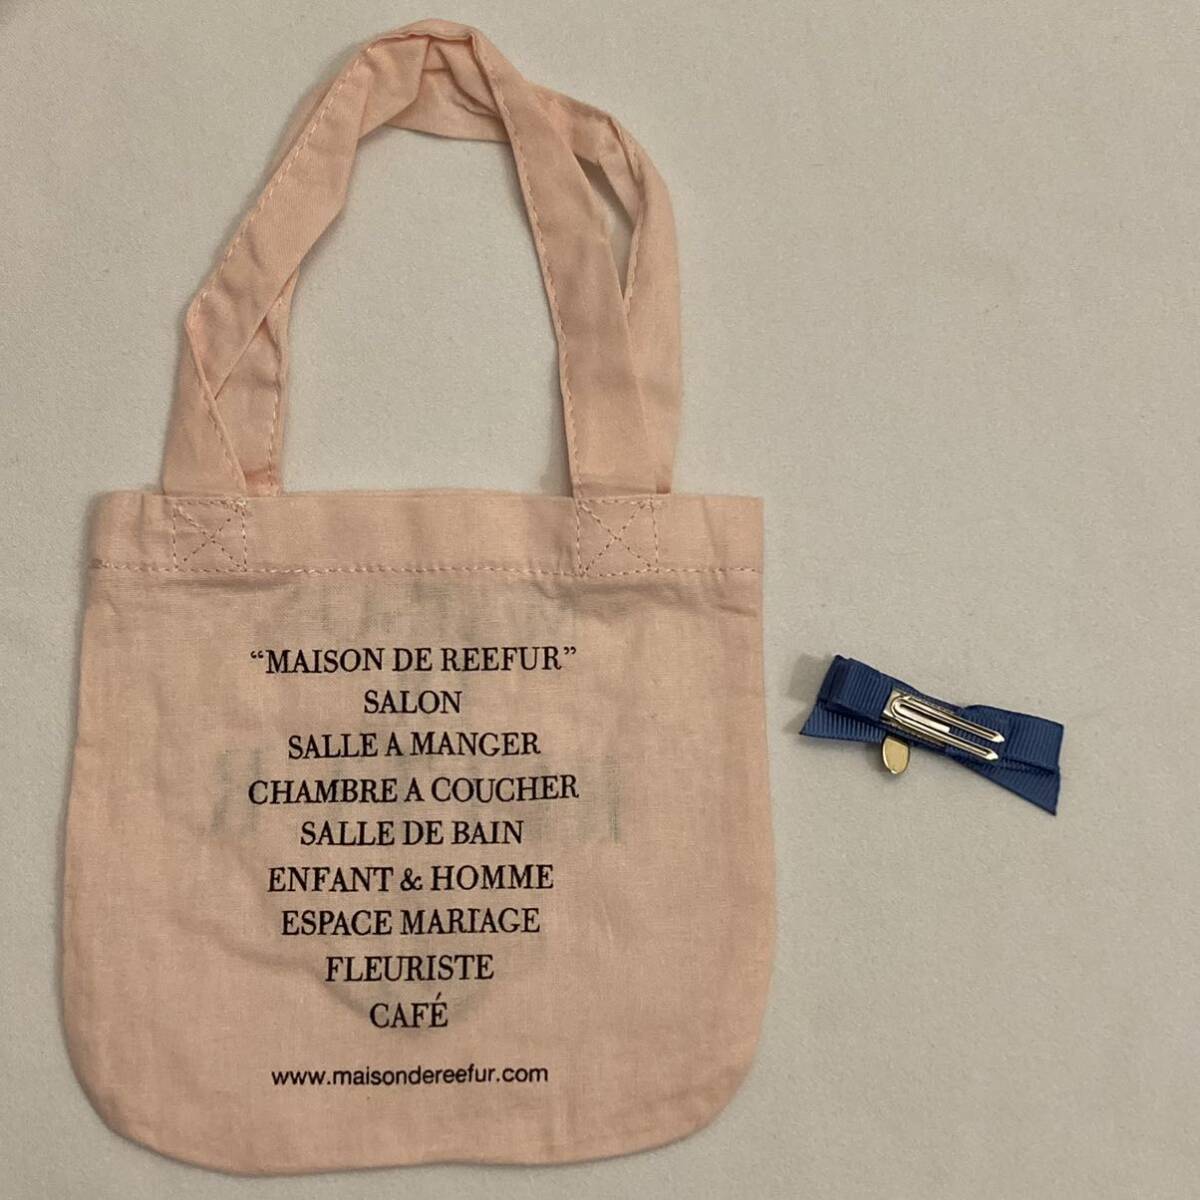 “MAISON DE REEFUR”
SALON
SALLE A MANGER
CHAMBRE A COUCHER
SALLE DE BAIN
ENFANT & HOMME
ESPACE MARIAGE
FLEURISTE
CAFÉ
www.maisondereefur.com